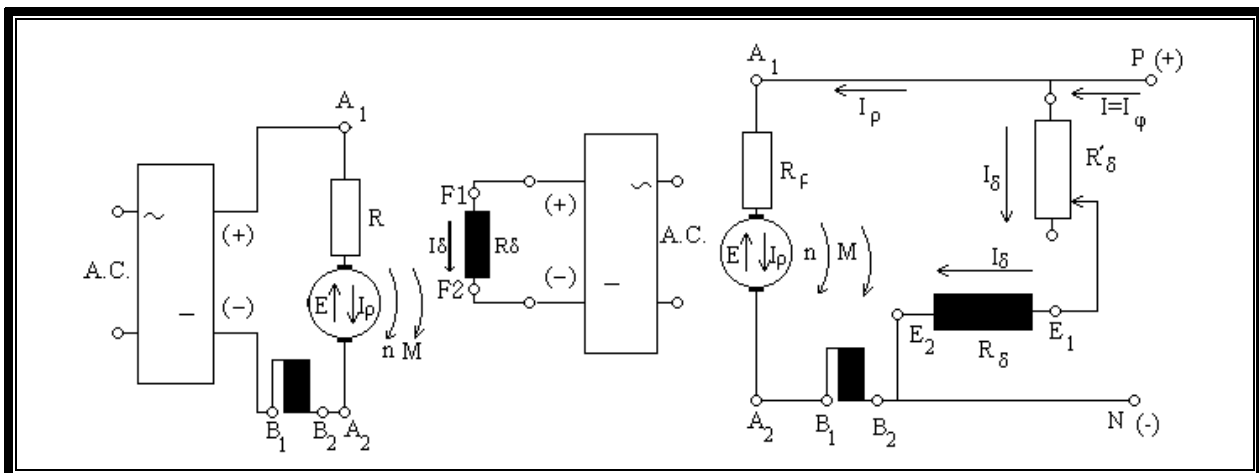 A.C.
~
_
(+)
(−)
A1
R
E
Iρ
n M
B1
B2
A2
F1
Iδ
Rδ
F2
(+)
(−)
~
_
A.C.
A1
Iρ
P (+)
I=Iφ
Rρ
Iδ
R'δ
E
Iρ
n
M
Iδ
E2
Rδ
E1
A2
B1
B2
N (-)